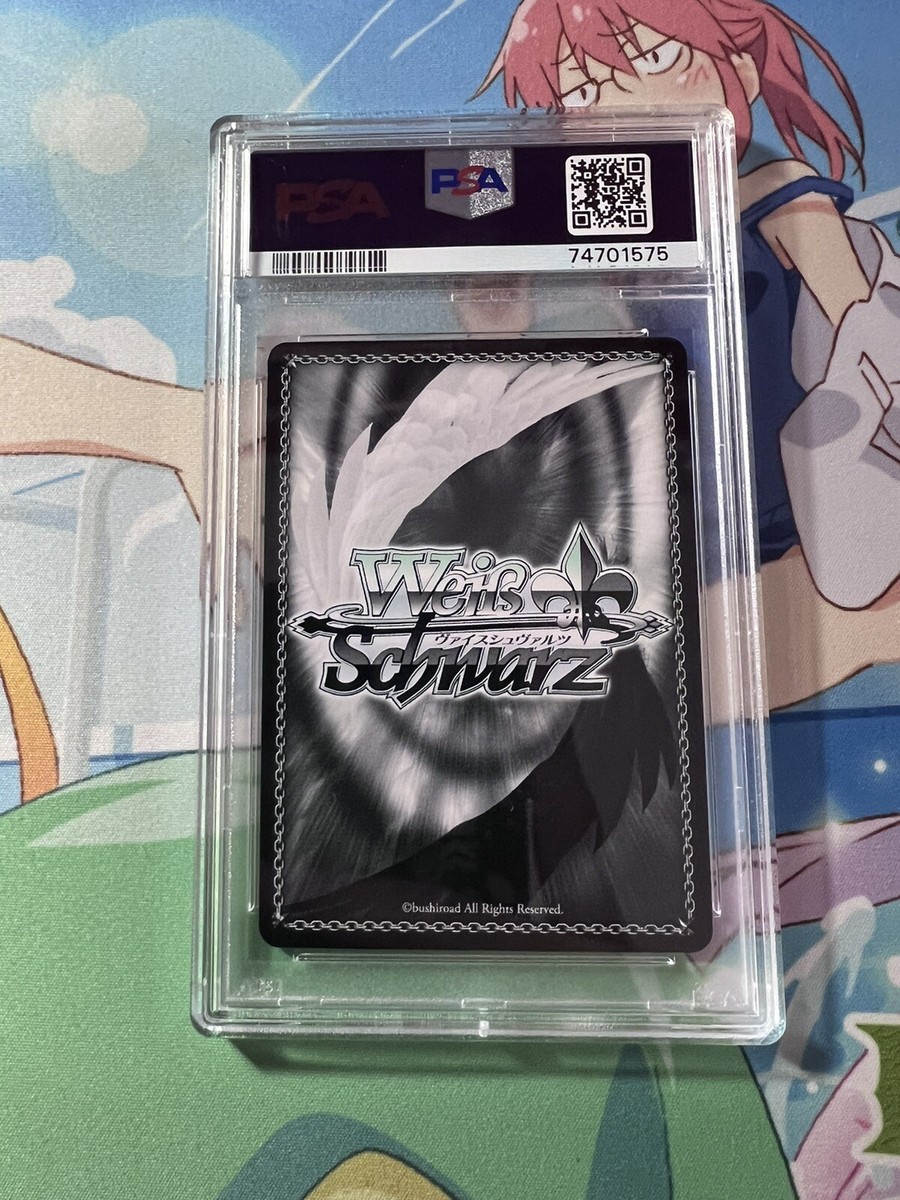 PSA
PSA
74701575
Weiß
ヴァイスシュヴァルツ
Schwarz
©bushiroad All Rights Reserved.